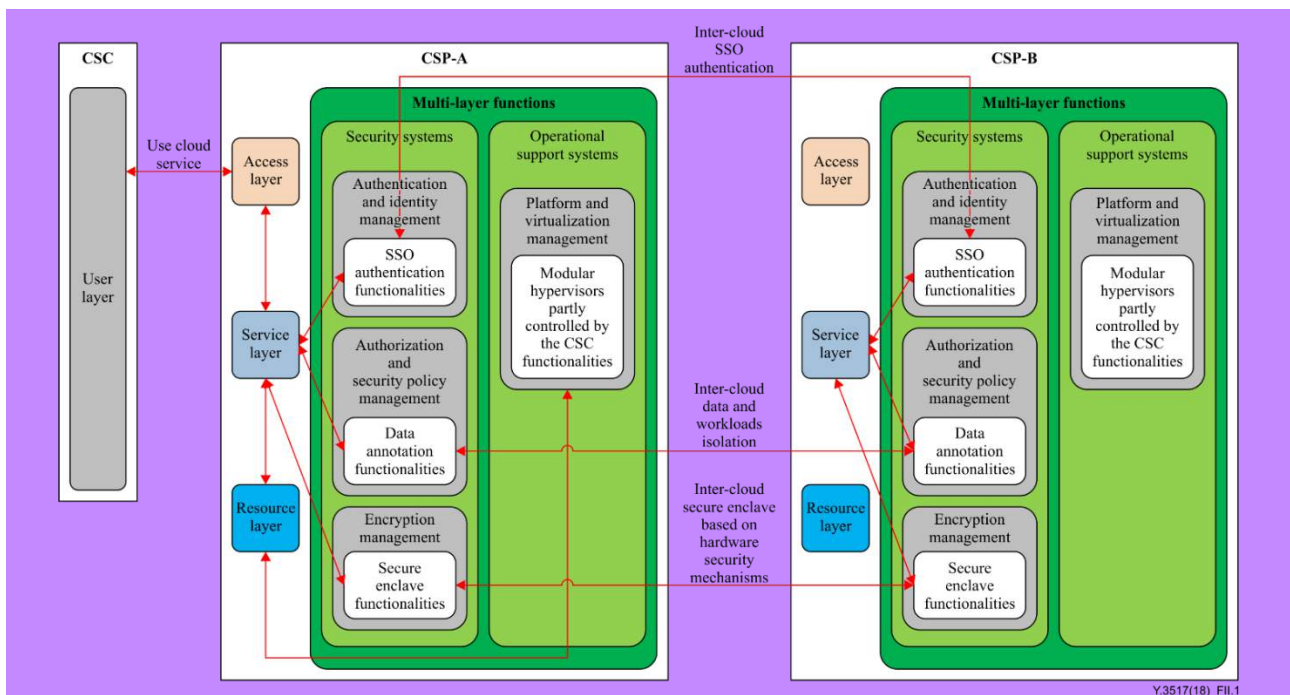 CSC
User
layer
Use cloud
service
CSP-A
Access
layer
Service
layer
Resource
layer
Multi-layer functions
Security systems
Authentication
and identity
management
SSO
authentication
functionalities
Authorization
and
security policy
management
Data
annotation
functionalities
Encryption
management
Secure
enclave
functionalities
Operational
support systems
Platform and
virtualization
management
Modular
hypervisors
partly
controlled by
the CSC
functionalities
Inter-cloud
SSO
authentication
Inter-cloud
data and
workloads
isolation
Inter-cloud
secure enclave
based on
hardware
security
mechanisms
CSP-B
Access
layer
Service
layer
Resource
layer
Multi-layer functions
Security systems
Authentication
and identity
management
SSO
authentication
functionalities
Authorization
and
security policy
management
Data
annotation
functionalities
Encryption
management
Secure
enclave
functionalities
Operational
support systems
Platform and
virtualization
management
Modular
hypervisors
partly
controlled by
the CSC
functionalities
Y.3517(18)_FII.1